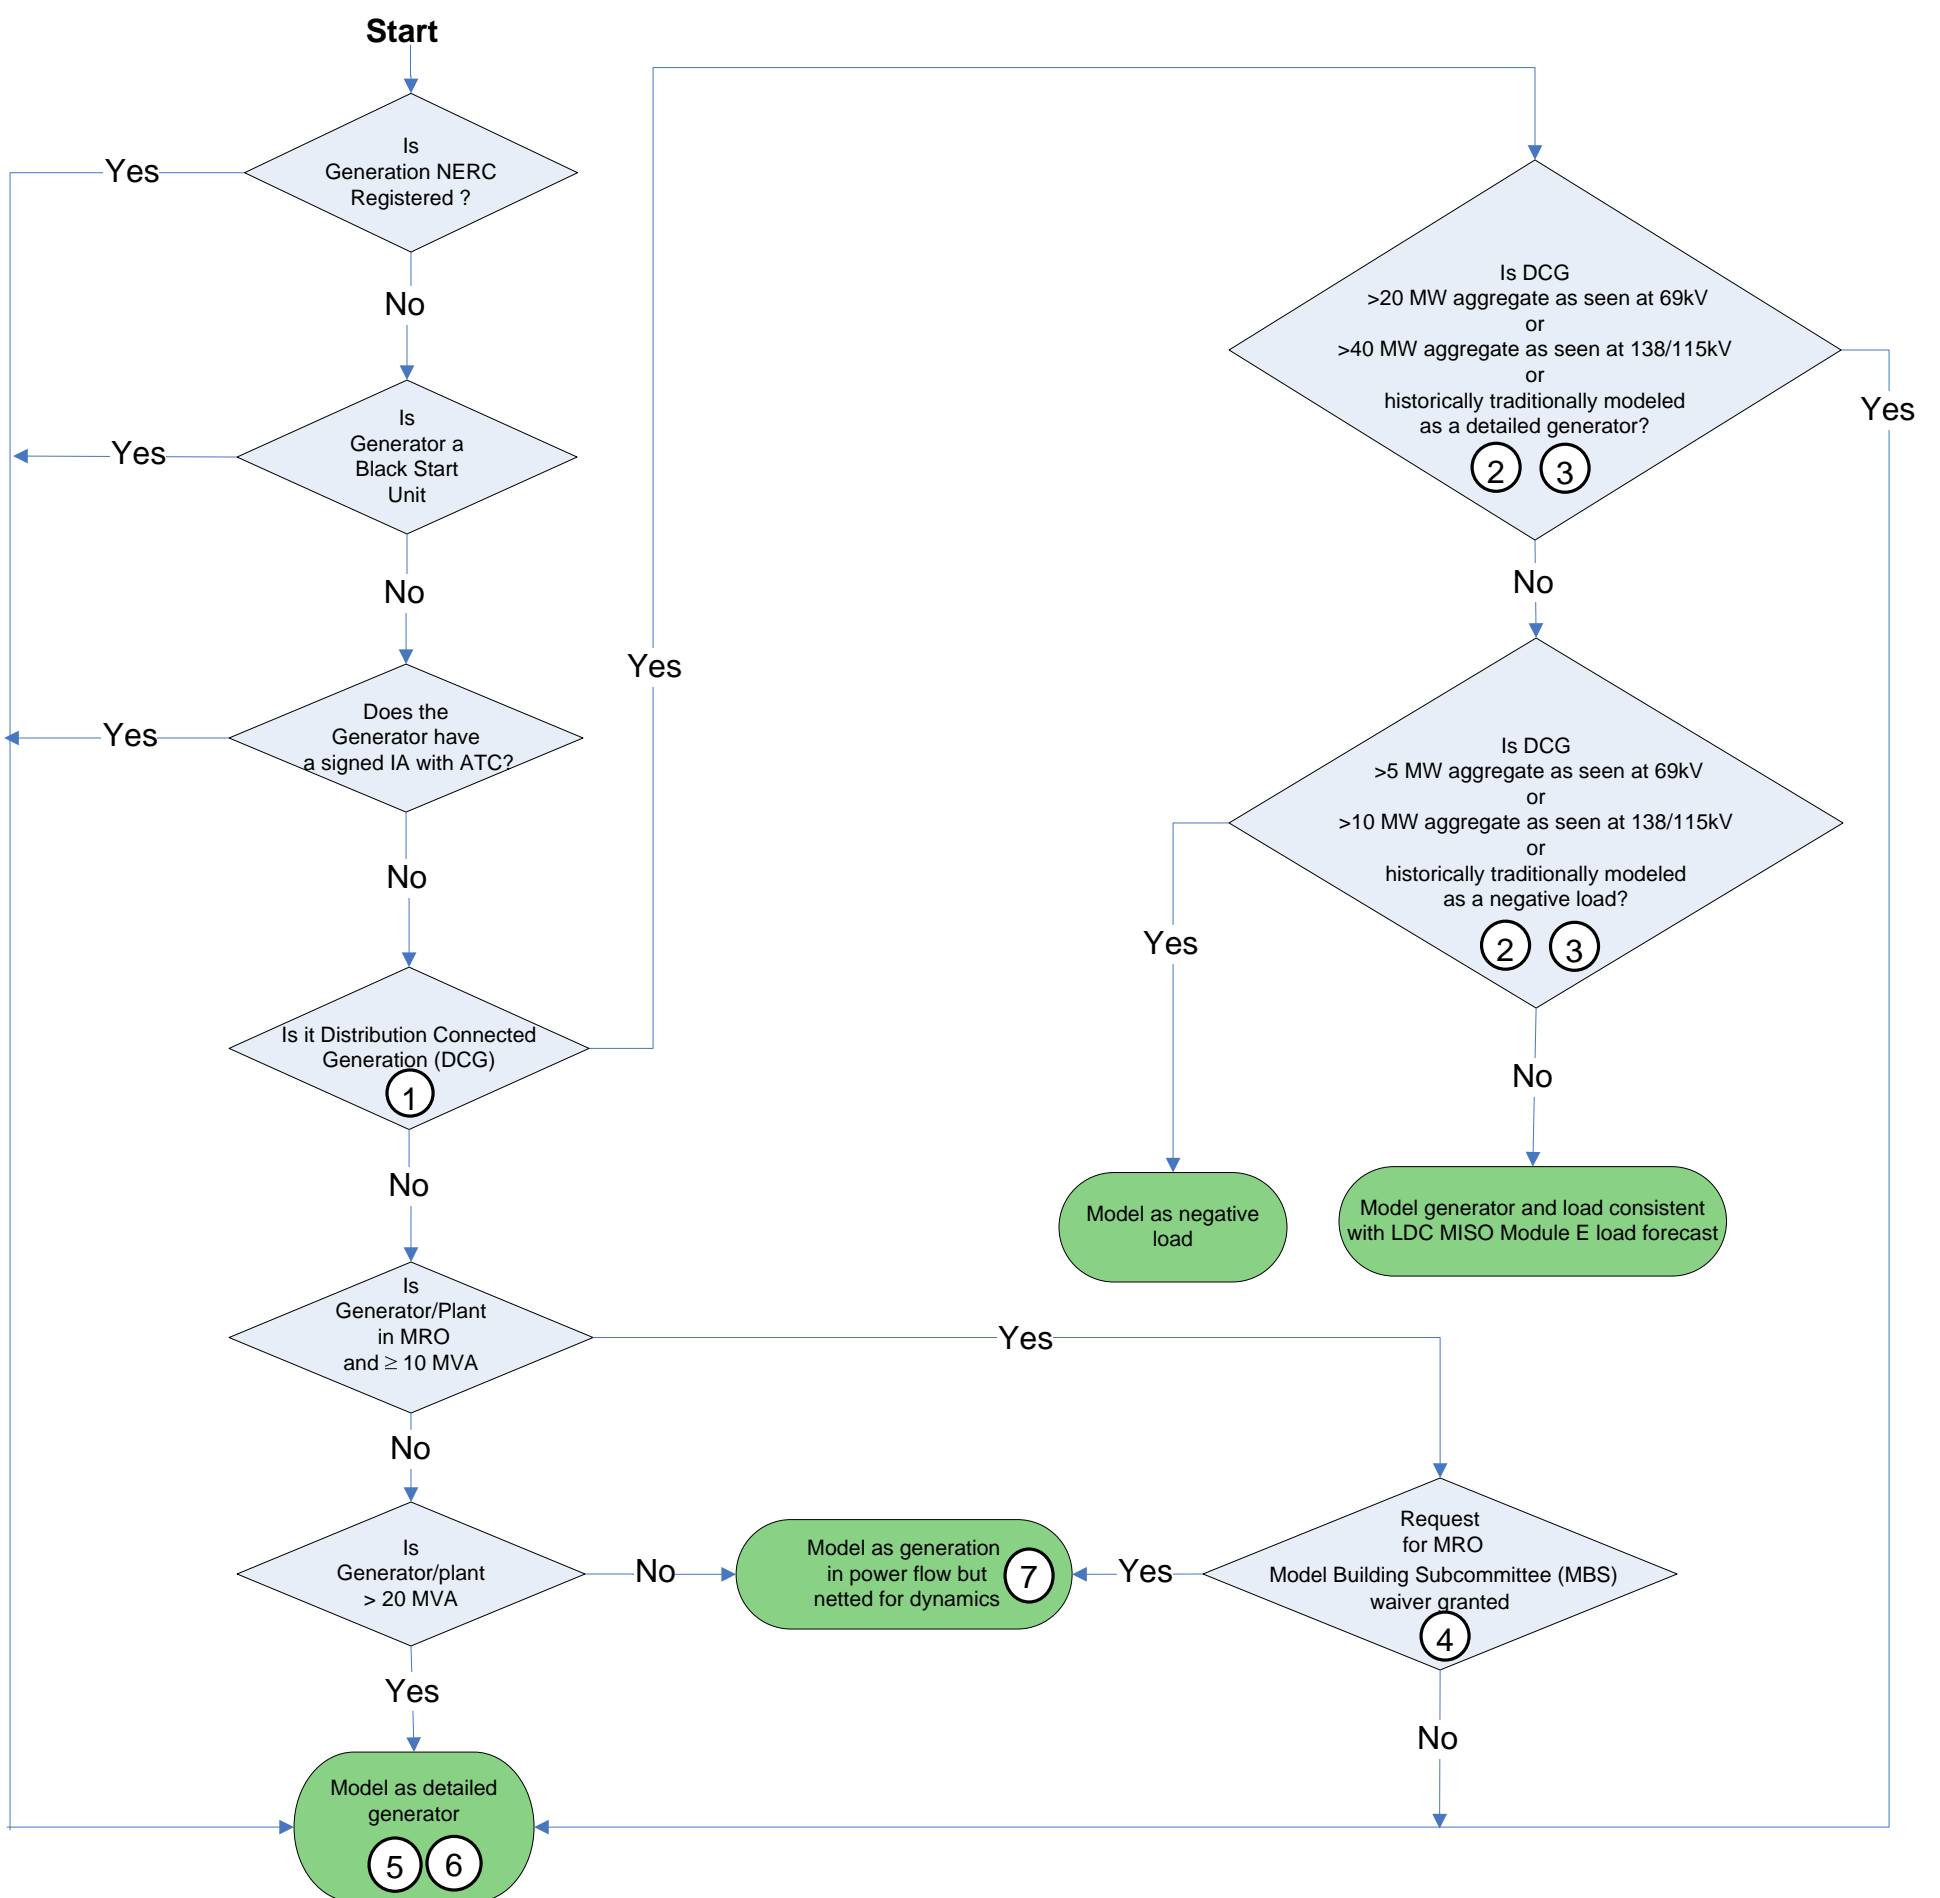 Start
Is
Generation NERC
Registered ?
Yes
No
Is
Generator a
Black Start
Unit
Yes
No
Does the
Generator have
a signed IA with ATC?
Yes
No
Is it Distribution Connected
Generation (DCG)
1
Yes
No
Is
Generator/Plant
in MRO
and ≥ 10 MVA
Yes
No
Is
Generator/plant
> 20 MVA
No
Yes
Model as detailed
generator
5 6
Model as generation
in power flow but
netted for dynamics
7
Yes
Request
for MRO
Model Building Subcommittee (MBS)
waiver granted
4
No
Is DCG
>20 MW aggregate as seen at 69kV
or
>40 MW aggregate as seen at 138/115kV
or
historically traditionally modeled
as a detailed generator?
2 3
Yes
No
Is DCG
>5 MW aggregate as seen at 69kV
or
>10 MW aggregate as seen at 138/115kV
or
historically traditionally modeled
as a negative load?
2 3
Yes
No
Model as negative
load
Model generator and load consistent
with LDC MISO Module E load forecast